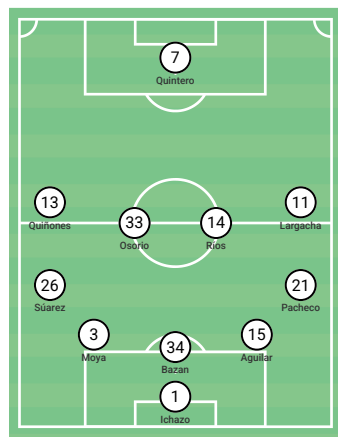 7
Quintero
13
Quiñones
11
Largacha
33
Osorio
14
Ríos
26
Súarez
21
Pacheco
3
Moya
15
Aguilar
34
Bazan
1
Ichazo